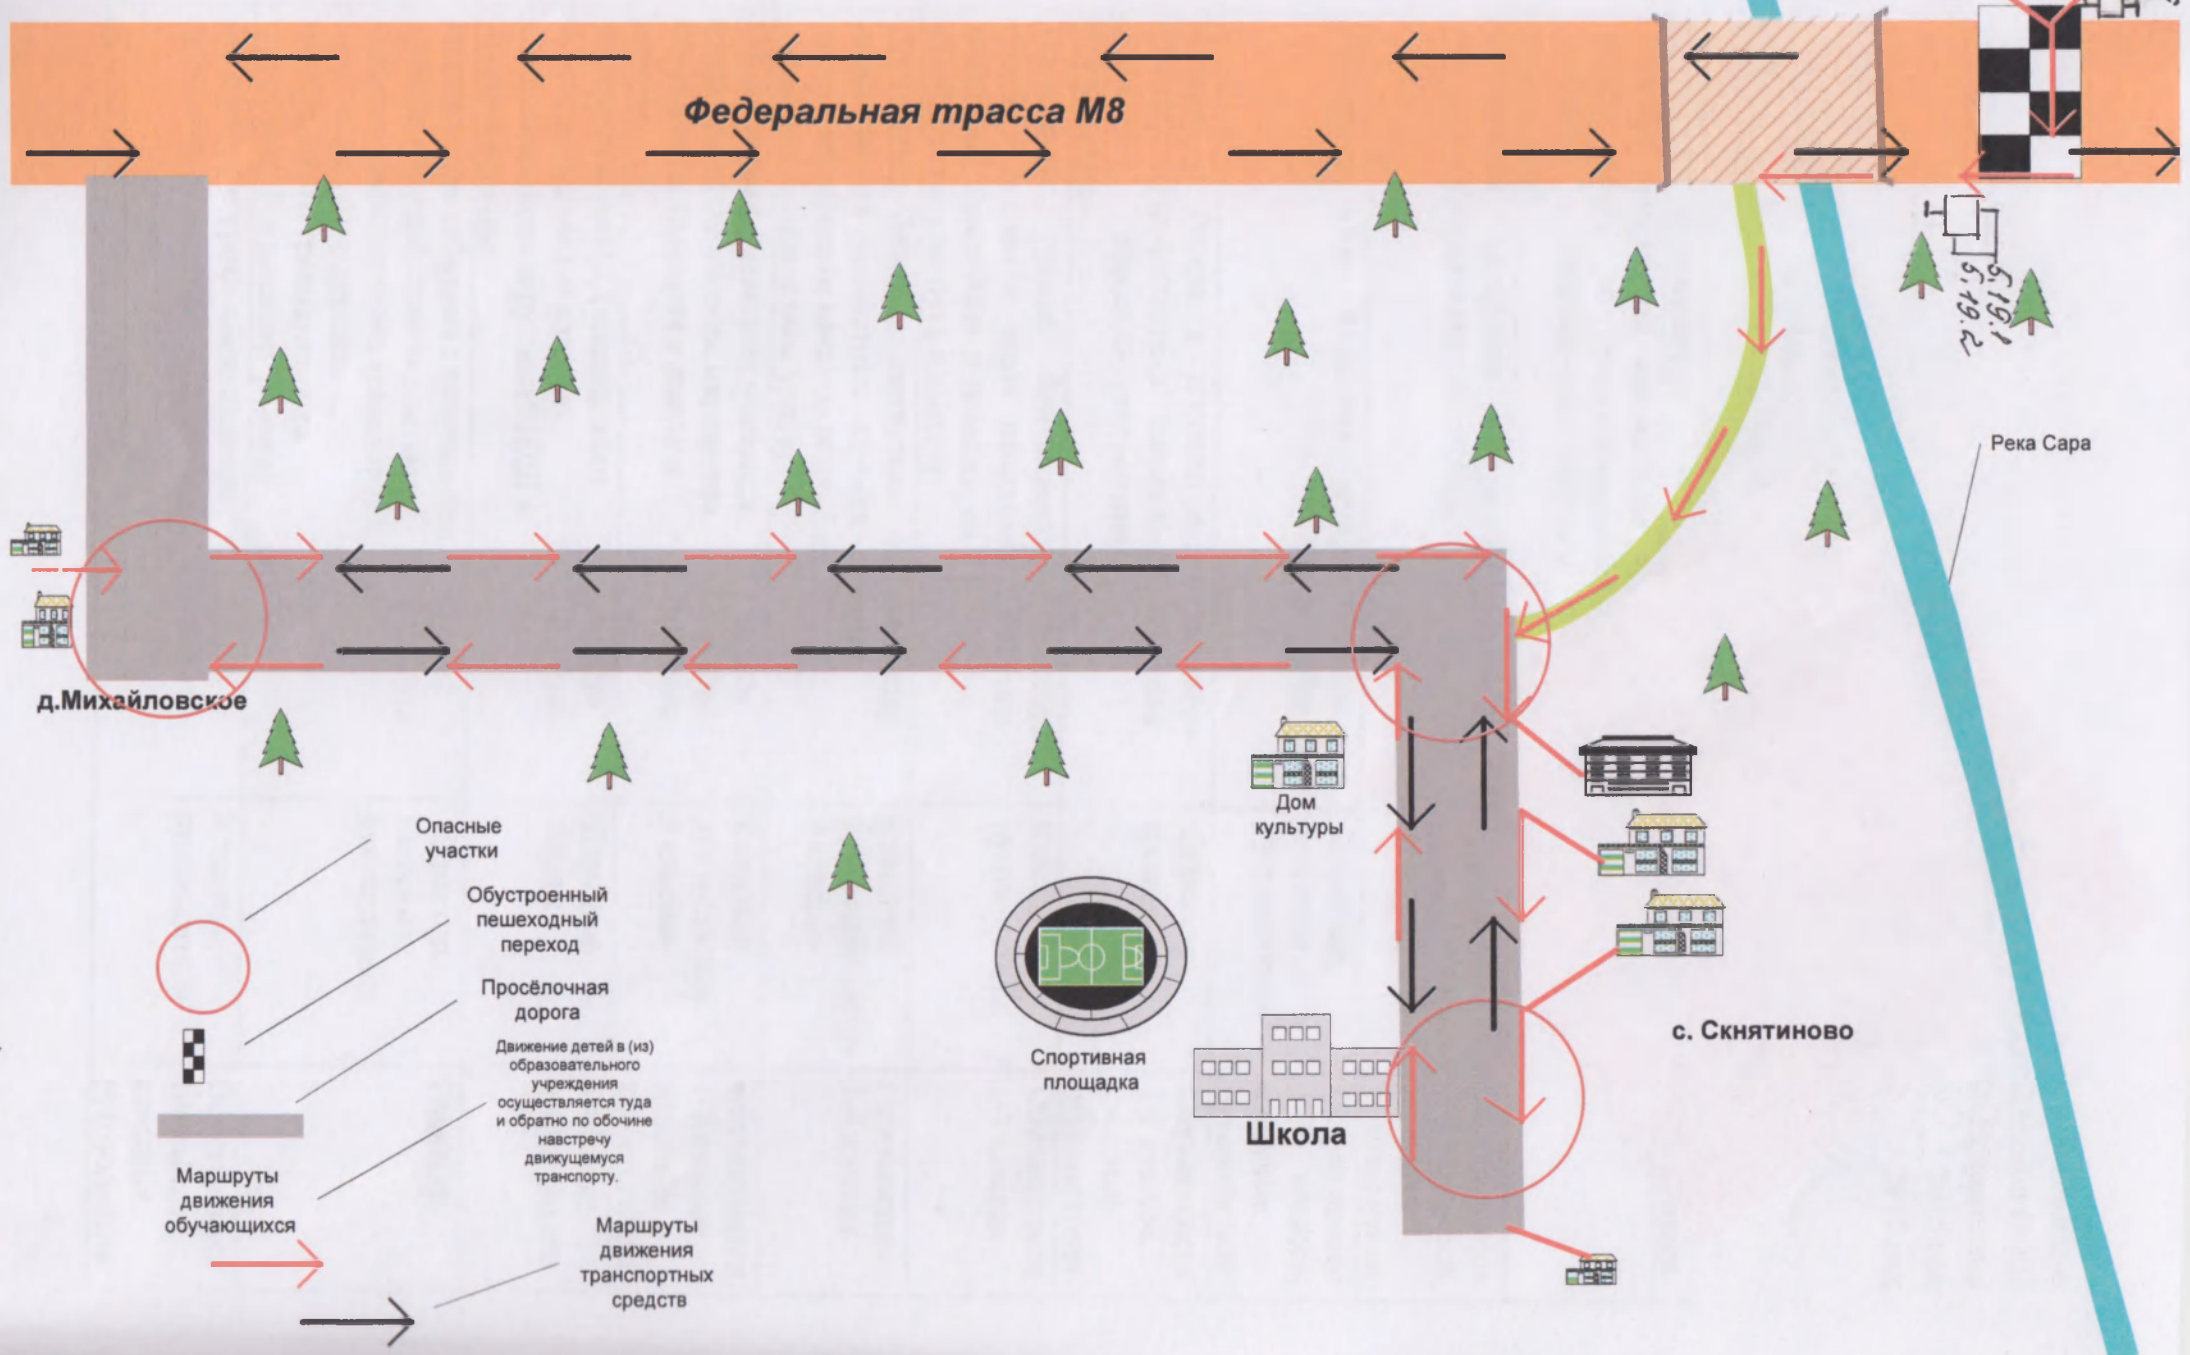 Федеральная трасса М8
5.19.1
5.19.2
Река Сара
д.Михайловское
Дом
культуры
Спортивная
площадка
Школа
с. Скнятиново
Опасные
участки
Обустроенный
пешеходный
переход
Просёлочная
дорога
Движение детей в (из)
образовательного
учреждения
осуществляется туда
и обратно по обочине
навстречу
движущемуся
транспорту.
Маршруты
движения
обучающихся
Маршруты
движения
транспортных
средств